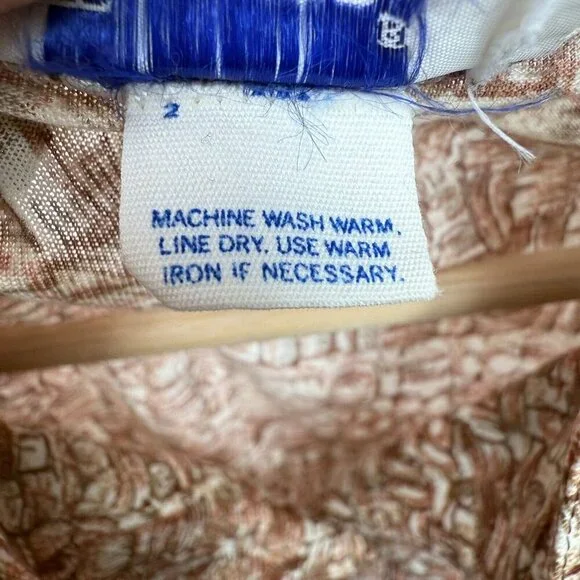 2
MACHINE WASH WARM.
LINE DRY. USE WARM
IRON IF NECESSARY.